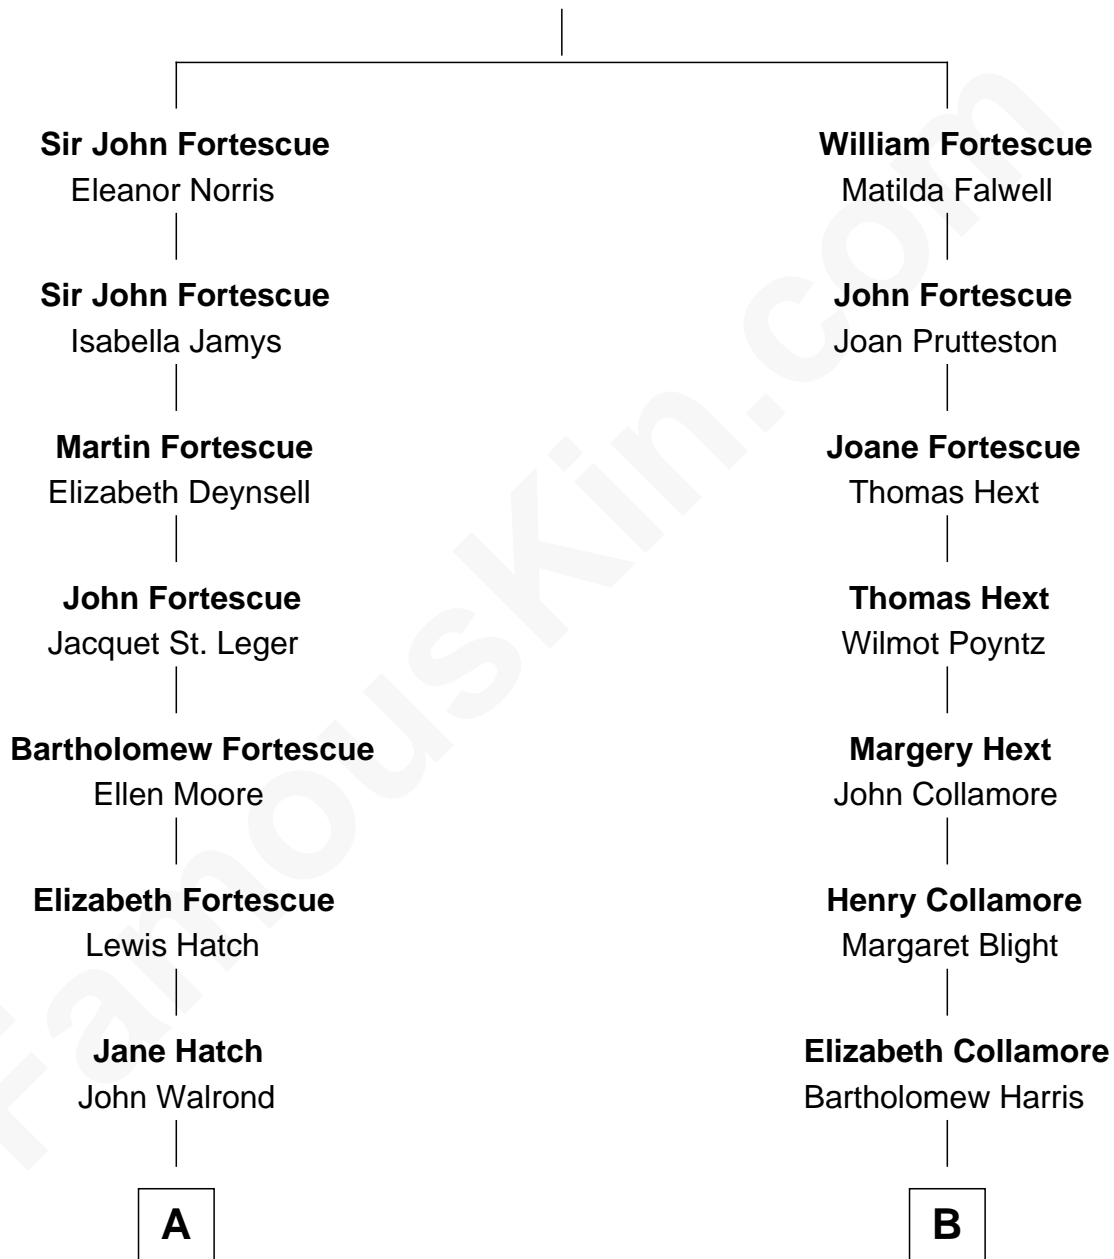 Sir John Fortescue
Eleanor Norris
Sir John Fortescue
Isabella Jamys
Martin Fortescue
Elizabeth Deynsell
John Fortescue
Jacquet St. Leger
Bartholomew Fortescue
Ellen Moore
Elizabeth Fortescue
Lewis Hatch
Jane Hatch
John Walrond
A
William Fortescue
Matilda Falwell
John Fortescue
Joan Prutteston
Joane Fortescue
Thomas Hext
Thomas Hext
Wilmot Poyntz
Margery Hext
John Collamore
Henry Collamore
Margaret Blight
Elizabeth Collamore
Bartholomew Harris
B
FamousKin.com